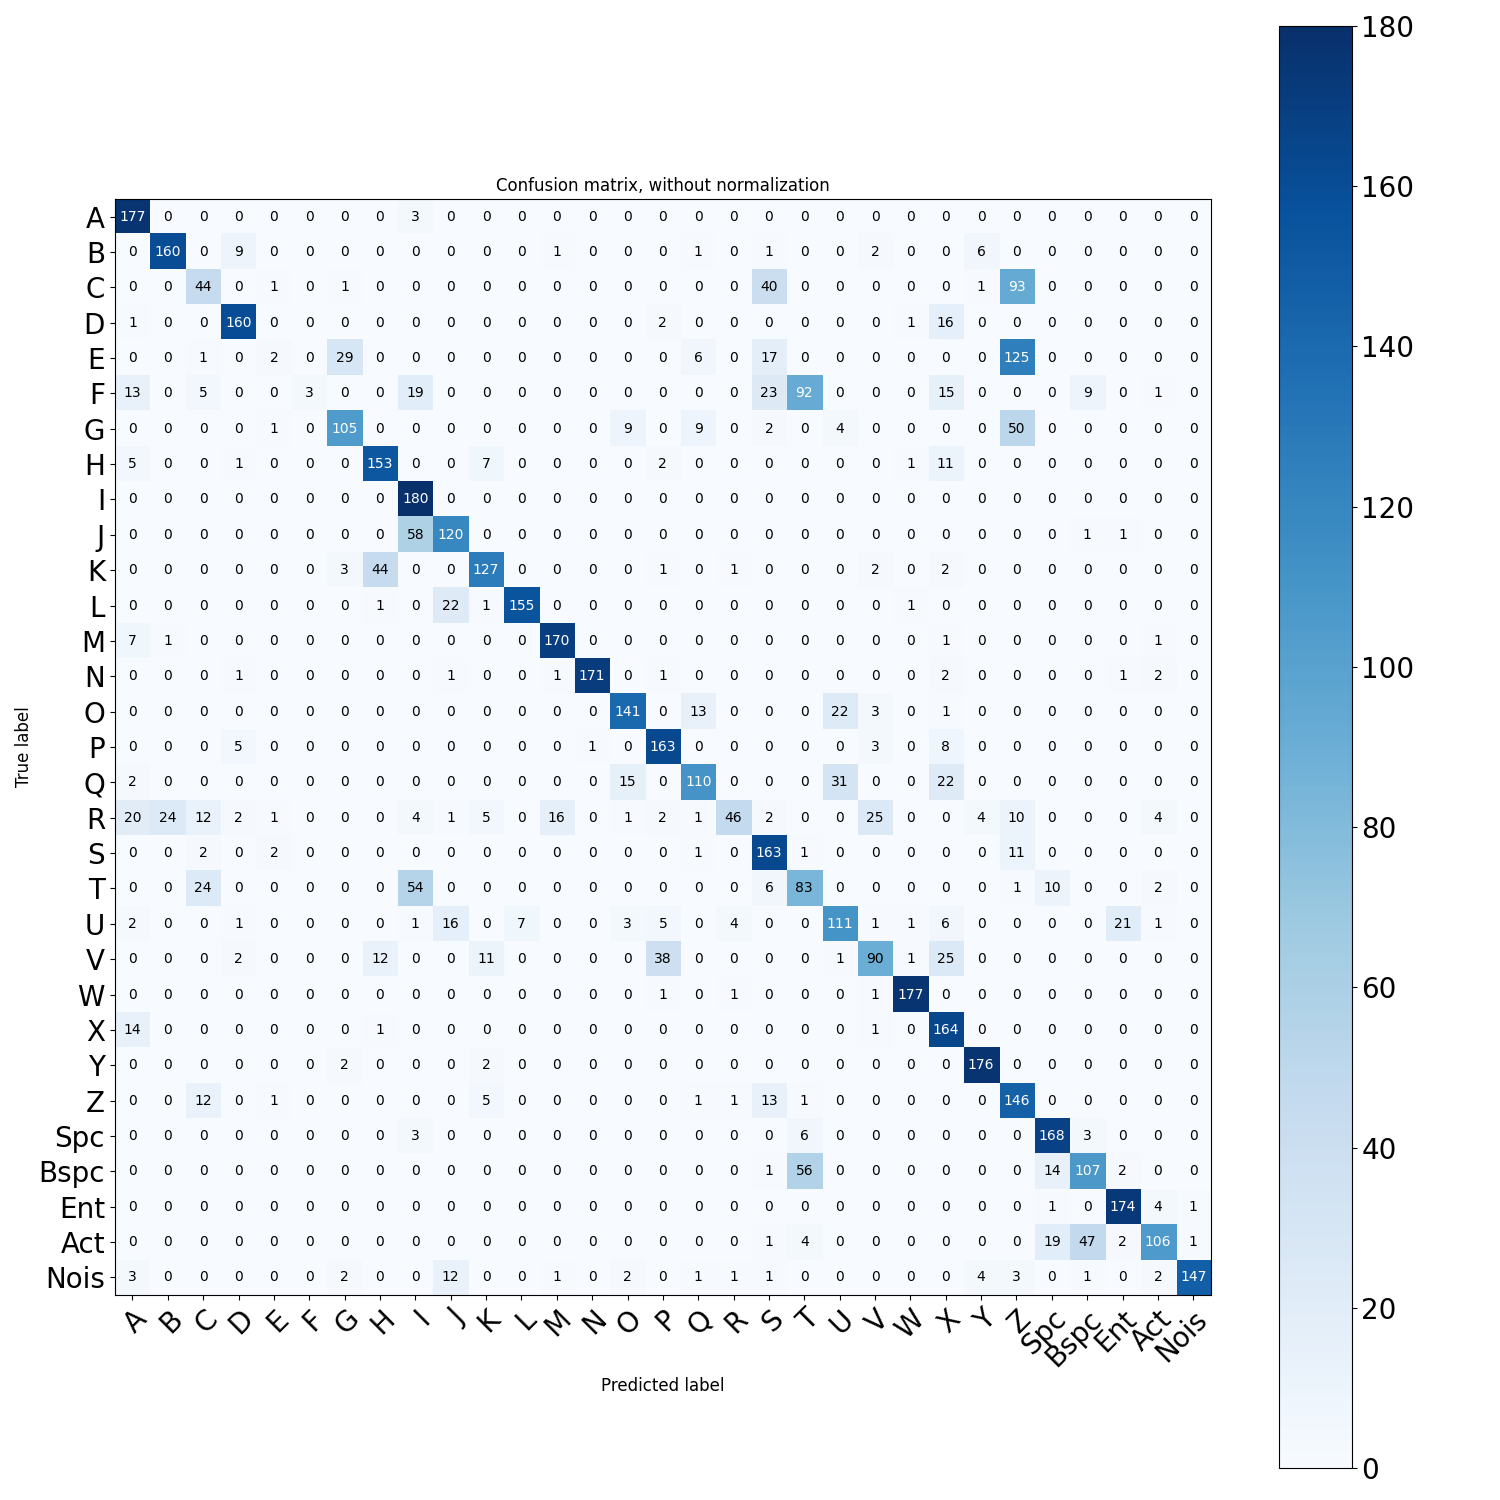 Confusion matrix, without normalization
A 177 0 0 0 0 0 0 0 3 0 0 0 0 0 0 0 0 0 0 0 0 0 0 0 0 0 0 0 0 0 0
B 0 160 0 9 0 0 0 0 0 0 0 0 1 0 0 0 1 0 1 0 0 2 0 0 6 0 0 0 0 0 0
C 0 0 44 0 1 0 1 0 0 0 0 0 0 0 0 0 0 0 40 0 0 0 0 0 1 93 0 0 0 0 0
D 1 0 0 160 0 0 0 0 0 0 0 0 0 0 0 2 0 0 0 0 0 0 1 16 0 0 0 0 0 0 0
E 0 0 1 0 2 0 29 0 0 0 0 0 0 0 0 0 6 0 17 0 0 0 0 0 0 125 0 0 0 0 0
F 13 0 5 0 0 3 0 0 19 0 0 0 0 0 0 0 0 0 23 92 0 0 0 15 0 0 0 9 0 1 0
G 0 0 0 0 1 0 105 0 0 0 0 0 0 0 9 0 9 0 2 0 4 0 0 0 0 50 0 0 0 0 0
H 5 0 0 1 0 0 0 153 0 0 7 0 0 0 0 2 0 0 0 0 0 0 1 11 0 0 0 0 0 0 0
I 0 0 0 0 0 0 0 0 180 0 0 0 0 0 0 0 0 0 0 0 0 0 0 0 0 0 0 0 0 0 0
J 0 0 0 0 0 0 0 0 58 120 0 0 0 0 0 0 0 0 0 0 0 0 0 0 0 0 0 1 1 0 0
K 0 0 0 0 0 0 3 44 0 0 127 0 0 0 0 1 0 1 0 0 0 2 0 2 0 0 0 0 0 0 0
L 0 0 0 0 0 0 0 1 0 22 1 155 0 0 0 0 0 0 0 0 0 0 1 0 0 0 0 0 0 0 0
M 7 1 0 0 0 0 0 0 0 0 0 0 170 0 0 0 0 0 0 0 0 0 0 1 0 0 0 0 0 1 0
N 0 0 0 1 0 0 0 0 0 1 0 0 1 171 0 1 0 0 0 0 0 0 0 2 0 0 0 0 1 2 0
O 0 0 0 0 0 0 0 0 0 0 0 0 0 0 141 0 13 0 0 0 22 3 0 1 0 0 0 0 0 0 0
P 0 0 0 5 0 0 0 0 0 0 0 0 0 1 0 163 0 0 0 0 0 3 0 8 0 0 0 0 0 0 0
Q 2 0 0 0 0 0 0 0 0 0 0 0 0 0 15 0 110 0 0 0 31 0 0 22 0 0 0 0 0 0 0
R 20 24 12 2 1 0 0 0 4 1 5 0 16 0 1 2 1 46 2 0 0 25 0 0 4 10 0 0 0 4 0
S 0 0 2 0 2 0 0 0 0 0 0 0 0 0 0 0 1 0 163 1 0 0 0 0 0 11 0 0 0 0 0
T 0 0 24 0 0 0 0 0 54 0 0 0 0 0 0 0 0 0 6 83 0 0 0 0 0 1 10 0 0 2 0
U 2 0 0 1 0 0 0 0 1 16 0 7 0 0 3 5 0 4 0 0 111 1 1 6 0 0 0 0 21 1 0
V 0 0 0 2 0 0 0 12 0 0 11 0 0 0 0 38 0 0 0 0 1 90 1 25 0 0 0 0 0 0 0
W 0 0 0 0 0 0 0 0 0 0 0 0 0 0 0 1 0 1 0 0 0 1 177 0 0 0 0 0 0 0 0
X 14 0 0 0 0 0 0 1 0 0 0 0 0 0 0 0 0 0 0 0 0 1 0 164 0 0 0 0 0 0 0
Y 0 0 0 0 0 0 2 0 0 0 2 0 0 0 0 0 0 0 0 0 0 0 0 0 176 0 0 0 0 0 0
Z 0 0 12 0 1 0 0 0 0 0 5 0 0 0 0 0 1 1 13 1 0 0 0 0 0 146 0 0 0 0 0
Spc 0 0 0 0 0 0 0 0 3 0 0 0 0 0 0 0 0 0 0 6 0 0 0 0 0 0 168 3 0 0 0
Bspc 0 0 0 0 0 0 0 0 0 0 0 0 0 0 0 0 0 0 1 56 0 0 0 0 0 0 14 107 2 0 0
Ent 0 0 0 0 0 0 0 0 0 0 0 0 0 0 0 0 0 0 0 0 0 0 0 0 0 0 1 0 174 4 1
Act 0 0 0 0 0 0 0 0 0 0 0 0 0 0 0 0 0 0 1 4 0 0 0 0 0 0 19 47 2 106 1
Nois 3 0 0 0 0 0 2 0 0 12 0 0 1 0 2 0 1 1 1 0 0 0 0 0 4 3 0 1 0 2 147
A B C D E F G H I J K L M N O P Q R S T U V W X Y Z Spc Bspc Ent Act Nois
Predicted label
True label
180
160
140
120
100
80
60
40
20
0